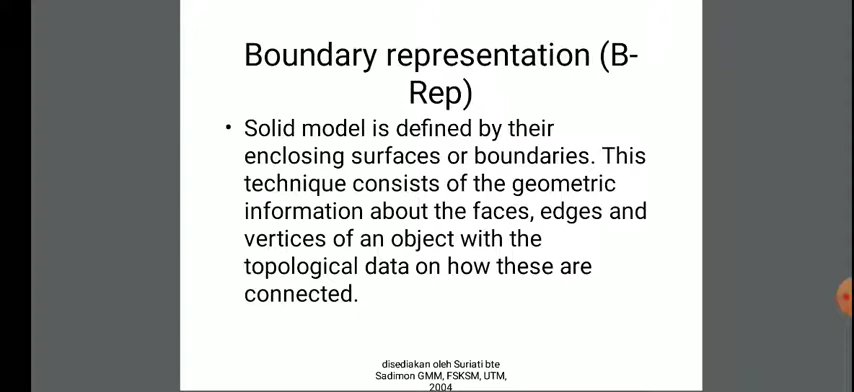 Boundary representation (B-
Rep)
• Solid model is defined by their
enclosing surfaces or boundaries. This
technique consists of the geometric
information about the faces, edges and
vertices of an object with the
topological data on how these are
connected.
disediakan oleh Suriati bte
Sadimon GMM, FSKSM, UTM,
2004